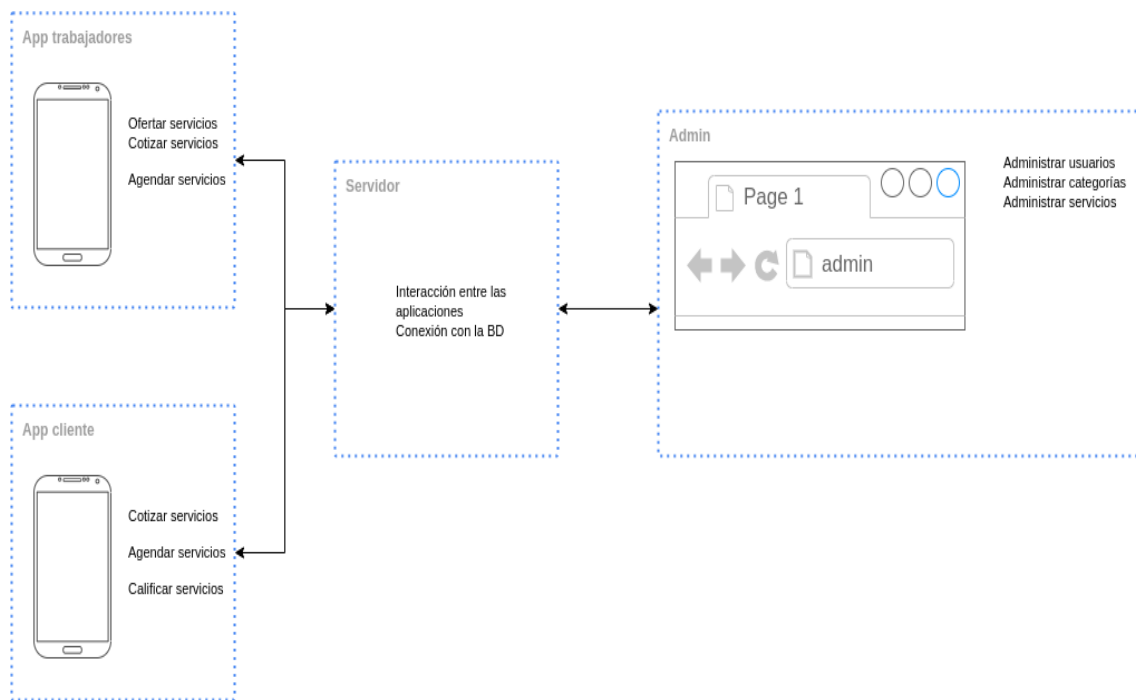 App trabajadores
Ofertar servicios
Cotizar servicios
Agendar servicios
Servidor
Interacción entre las
aplicaciones
Conexión con la BD
Admin
Page 1
admin
Administrar usuarios
Administrar categorías
Administrar servicios
App cliente
Cotizar servicios
Agendar servicios
Calificar servicios